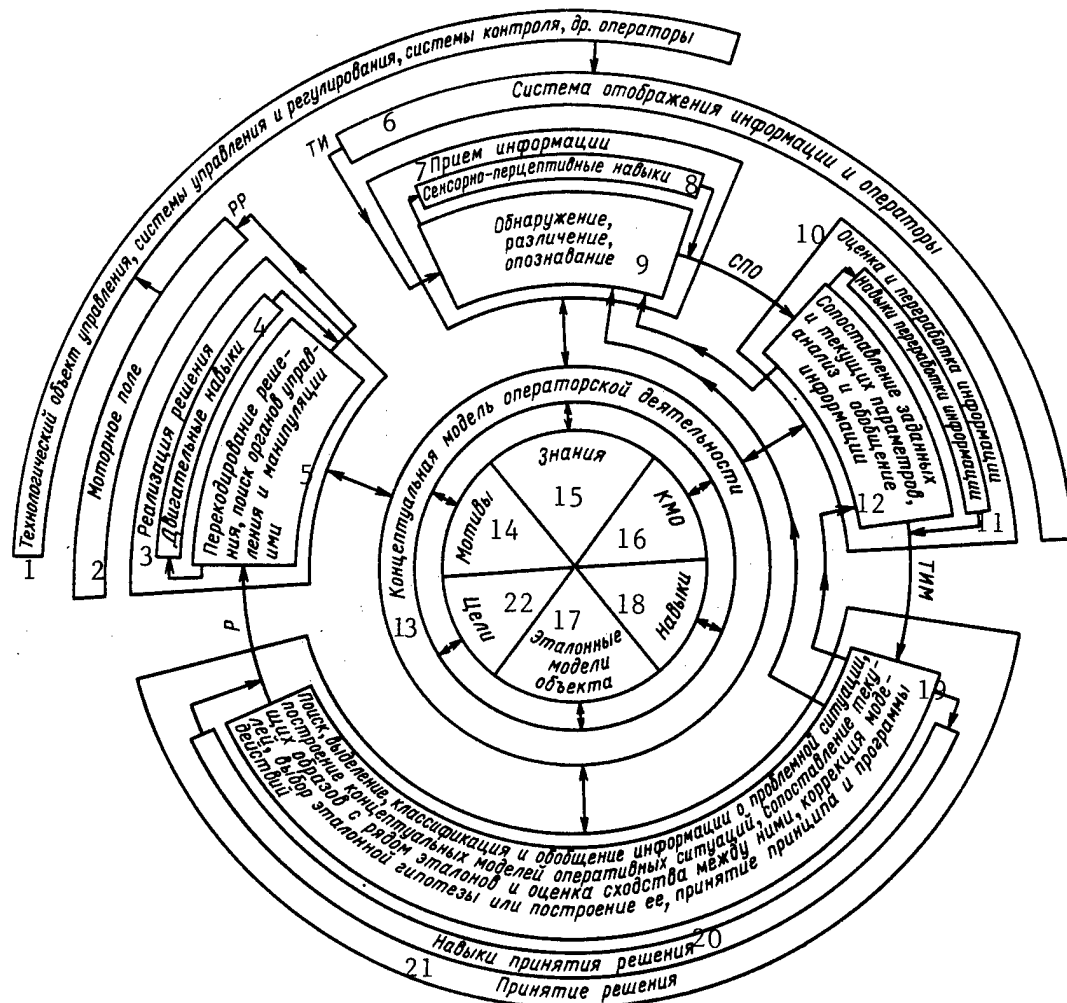 Технологический объект управления, системы управления и регулирования, системы контроля, др. операторы
1
Моторное поле
2
РР
Реализация решения
3
Двигательные навыки
4
Перекодирование реше-
ния, поиск органов управ-
ления и манипуляции
ими
5
Система отображения информации и операторы
6
ТИ
7
Прием информации
Сенсорно-перцептивные навыки
8
Обнаружение,
различение,
опознавание
9
СПО
10
Оценка и переработка информации
Навыки переработки информации
11
Сопоставление заданных
и текущих параметров,
анализ и обобщение
информации
12
Концептуальная модель операторской деятельности
13
Мотивы
14
Знания
15
КМО
16
Эталонные
модели
объекта
17
Навыки
18
Цели
22
ТИМ
Р
19
Поиск, выделение, классификация и обобщение информации о проблемной ситуации,
построение концептуальных моделей оперативных ситуаций, сопоставление теку-
щих образов с рядом эталонов и оценка сходства между ними, коррекция моде-
лей, выбор эталонной гипотезы или построение ее, принятие принципа и программы
действий
Навыки принятия решения
20
21
Принятие решения